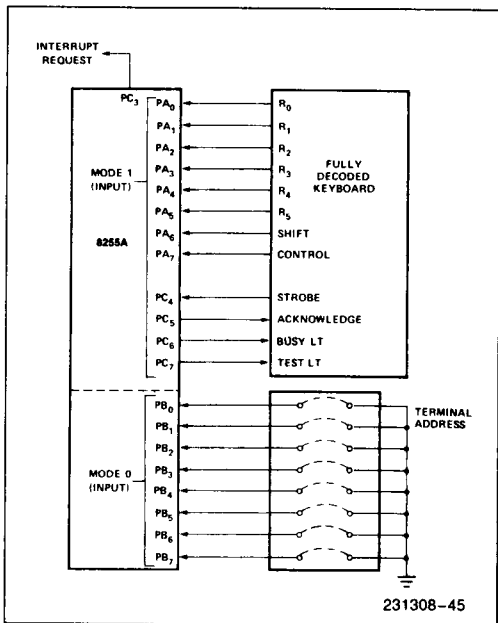 INTERRUPT
REQUEST
PC3
MODE 1
(INPUT)
8255A
PA0
PA1
PA2
PA3
PA4
PA5
PA6
PA7
PC4
PC5
PC6
PC7
R0
R1
R2
R3
R4
R5
SHIFT
CONTROL
STROBE
ACKNOWLEDGE
BUSY LT
TEST LT
FULLY
DECODED
KEYBOARD
MODE 0
(INPUT)
PB0
PB1
PB2
PB3
PB4
PB5
PB6
PB7
TERMINAL
ADDRESS
231308-45